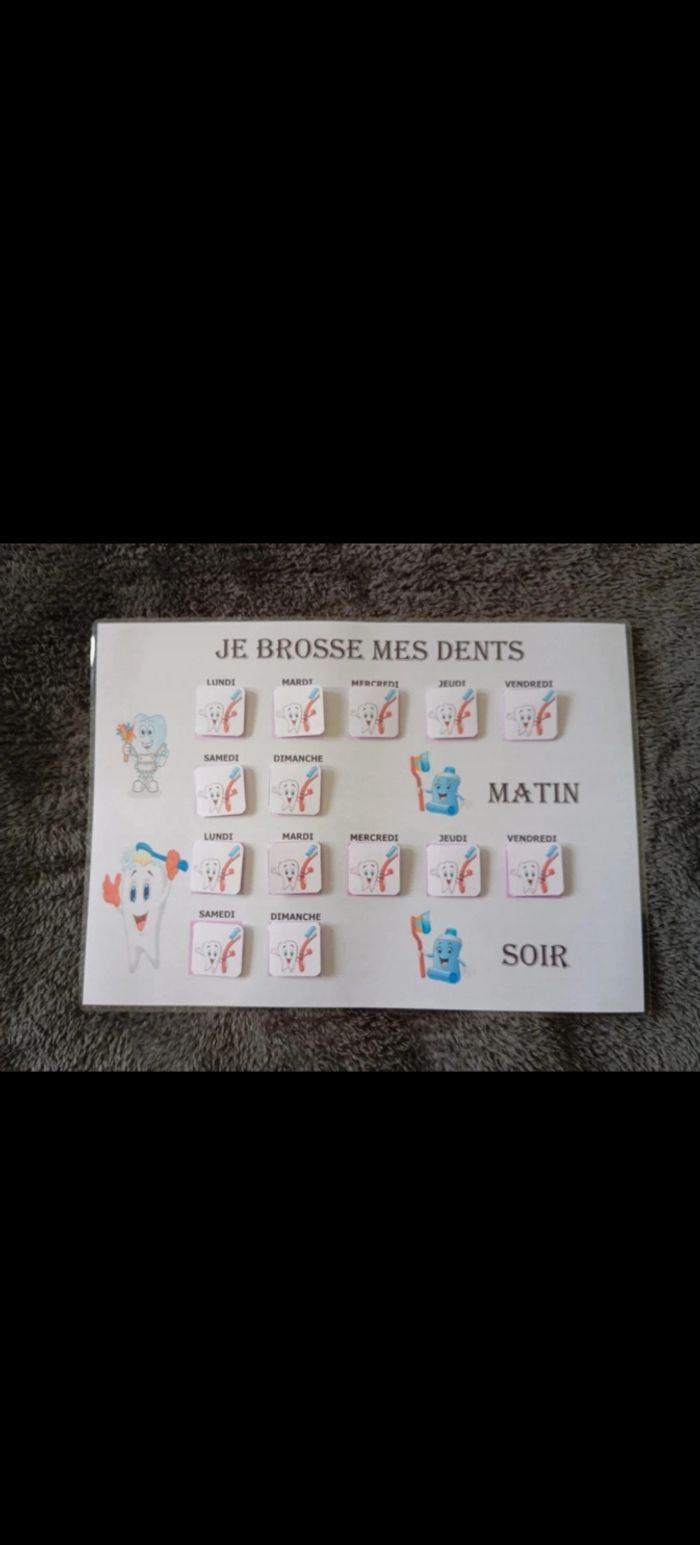 JE BROSSE MES DENTS
LUNDI MARDI MERCREDI JEUDI VENDREDI
SAMEDI DIMANCHE
MATIN
LUNDI MARDI MERCREDI JEUDI VENDREDI
SAMEDI DIMANCHE
SOIR